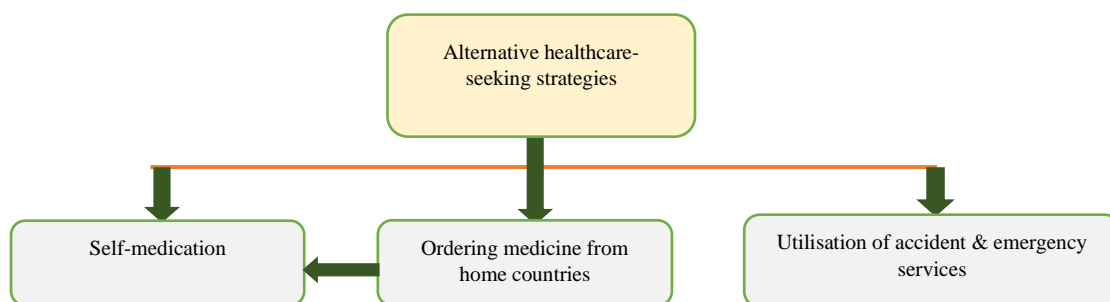 Alternative healthcare-
seeking strategies
Self-medication
Ordering medicine from
home countries
Utilisation of accident & emergency
services